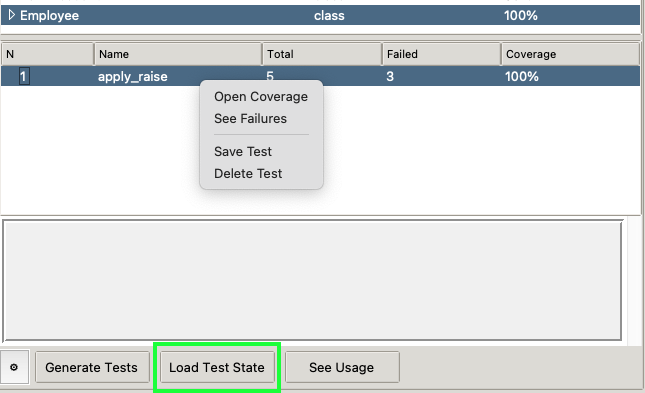 Employee class 100%
N Name Total Failed Coverage
1 apply_raise 5 3 100%
Open Coverage
See Failures
Save Test
Delete Test
Generate Tests Load Test State See Usage